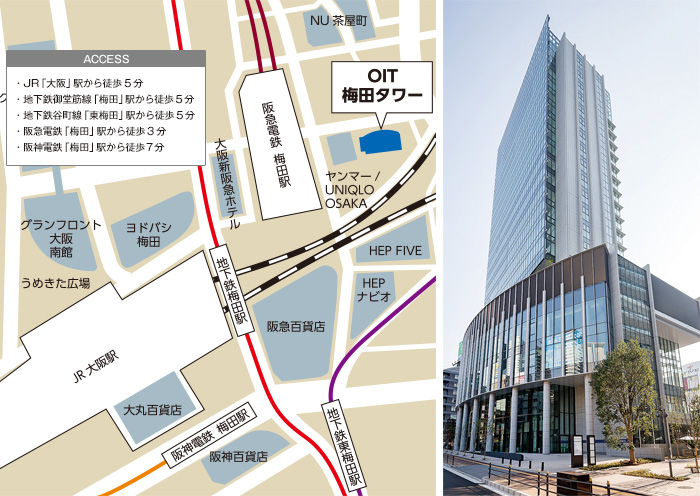 NU 茶屋町
ACCESS
・JR「大阪」駅から徒歩5分
・地下鉄御堂筋線「梅田」駅から徒歩5分
・地下鉄谷町線「東梅田」駅から徒歩5分
・阪急電鉄「梅田」駅から徒歩3分
・阪神電鉄「梅田」駅から徒歩7分
OIT
梅田タワー
阪急電鉄 梅田駅
大阪新阪急ホテル
ヤンマー /
UNIQLO
OSAKA
グランフロント
大阪
南館
ヨドバシ
梅田
うめきた広場
地下鉄梅田駅
HEP FIVE
HEP
ナビオ
阪急百貨店
JR 大阪駅
大丸百貨店
阪神電鉄 梅田駅
地下鉄東梅田駅
阪神百貨店